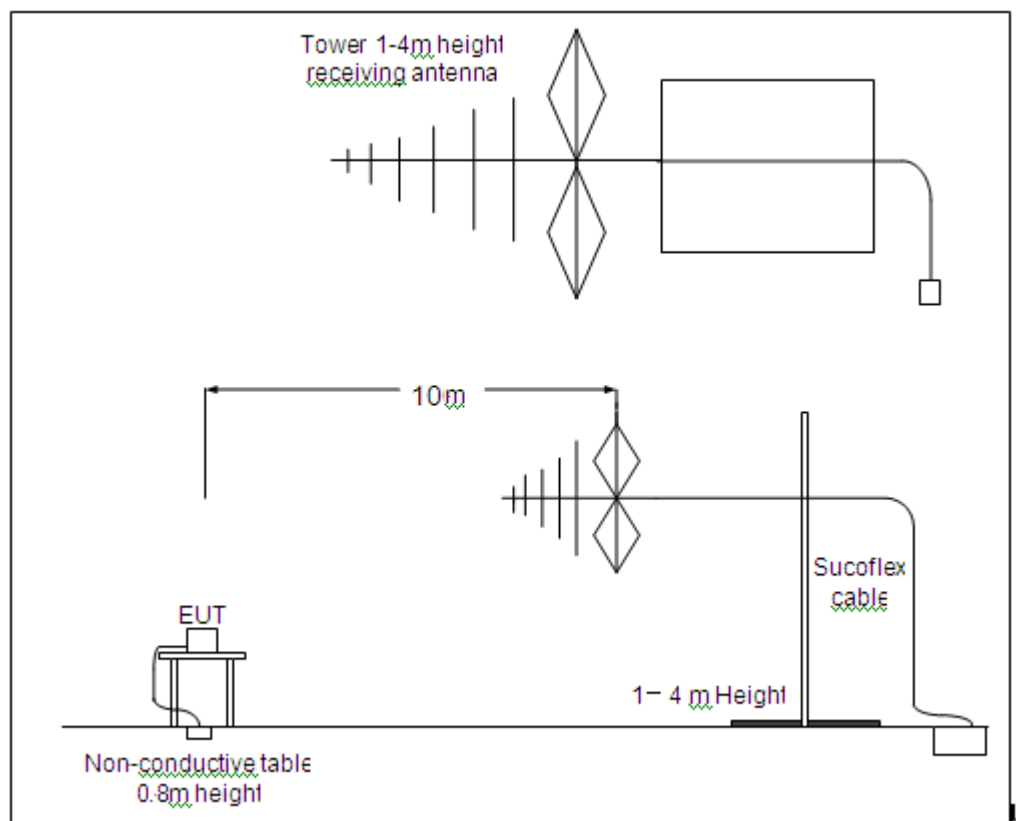 Tower 1-4m height
receiving antenna
10m
Sucoflex
cable
EUT
1– 4 m Height
Non-conductive table
0.8m height